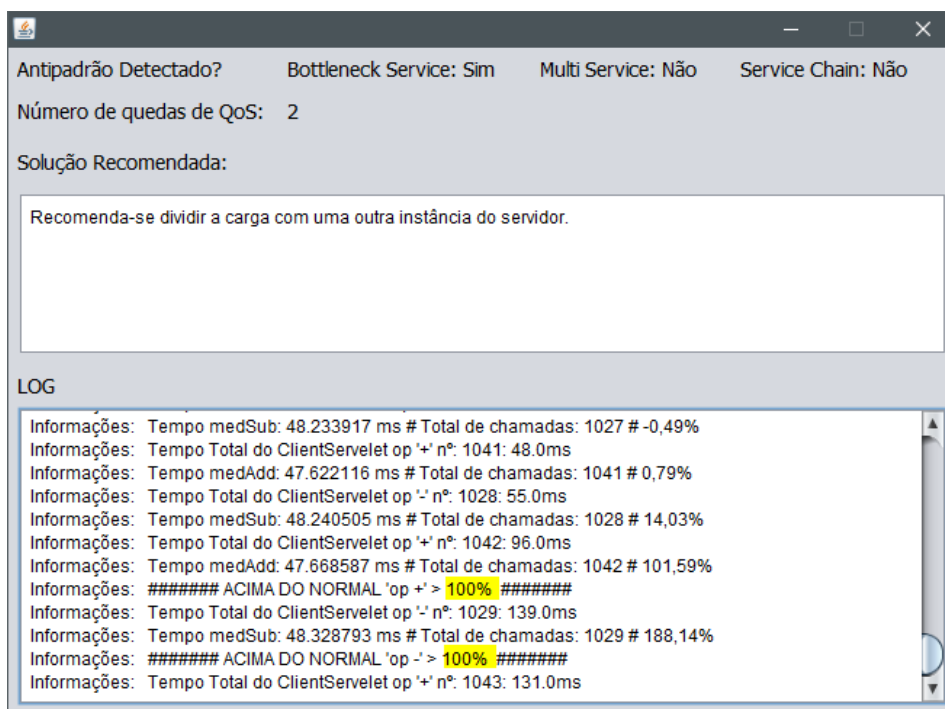 Antipadrão Detectado? Bottleneck Service: Sim Multi Service: Não Service Chain: Não
Número de quedas de QoS: 2
Solução Recomendada:
Recomenda-se dividir a carga com uma outra instância do servidor.
LOG
Informações: Tempo medSub: 48.233917 ms # Total de chamadas: 1027 # -0,49%
Informações: Tempo Total do ClientServelet op '+' nº: 1041: 48.0ms
Informações: Tempo medAdd: 47.622116 ms # Total de chamadas: 1041 # 0,79%
Informações: Tempo Total do ClientServelet op '-' nº: 1028: 55.0ms
Informações: Tempo medSub: 48.240505 ms # Total de chamadas: 1028 # 14,03%
Informações: Tempo Total do ClientServelet op '+' nº: 1042: 96.0ms
Informações: Tempo medAdd: 47.668587 ms # Total de chamadas: 1042 # 101,59%
Informações: ####### ACIMA DO NORMAL 'op +' > 100% #######
Informações: Tempo Total do ClientServelet op '-' nº: 1029: 139.0ms
Informações: Tempo medSub: 48.328793 ms # Total de chamadas: 1029 # 188,14%
Informações: ####### ACIMA DO NORMAL 'op -' > 100% #######
Informações: Tempo Total do ClientServelet op '+' nº: 1043: 131.0ms